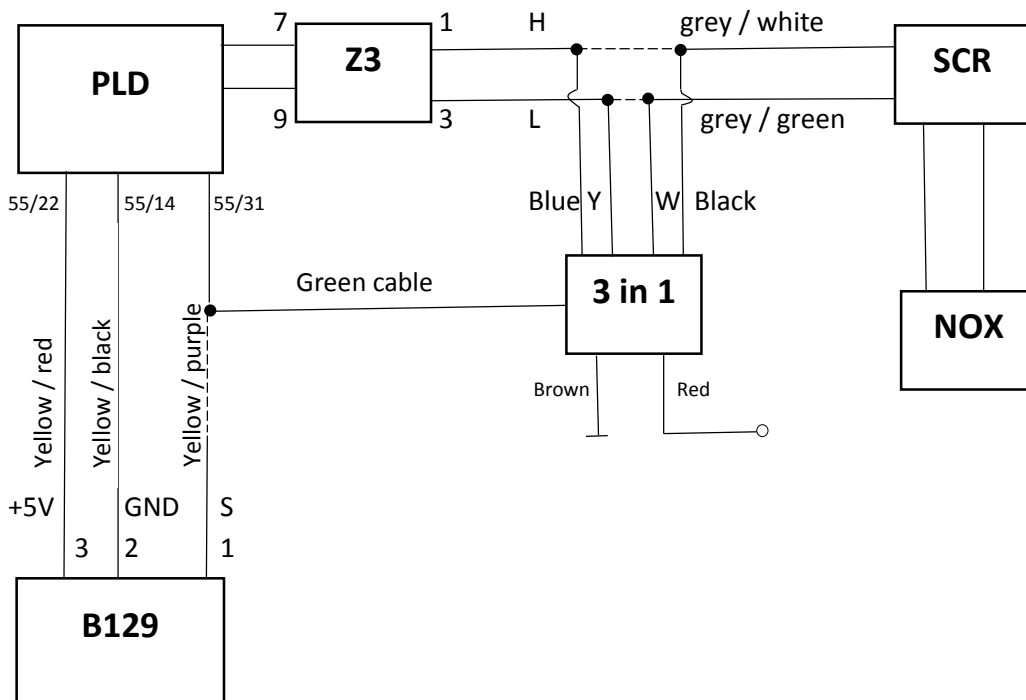 7
1
H
grey / white
PLD
Z3
SCR
9
3
L
grey / green
55/22
55/14
55/31
Blue
Y
W
Black
Green cable
3 in 1
NOX
Yellow / red
Yellow / black
Yellow / purple
Brown
Red
+5V
GND
S
3
2
1
B129